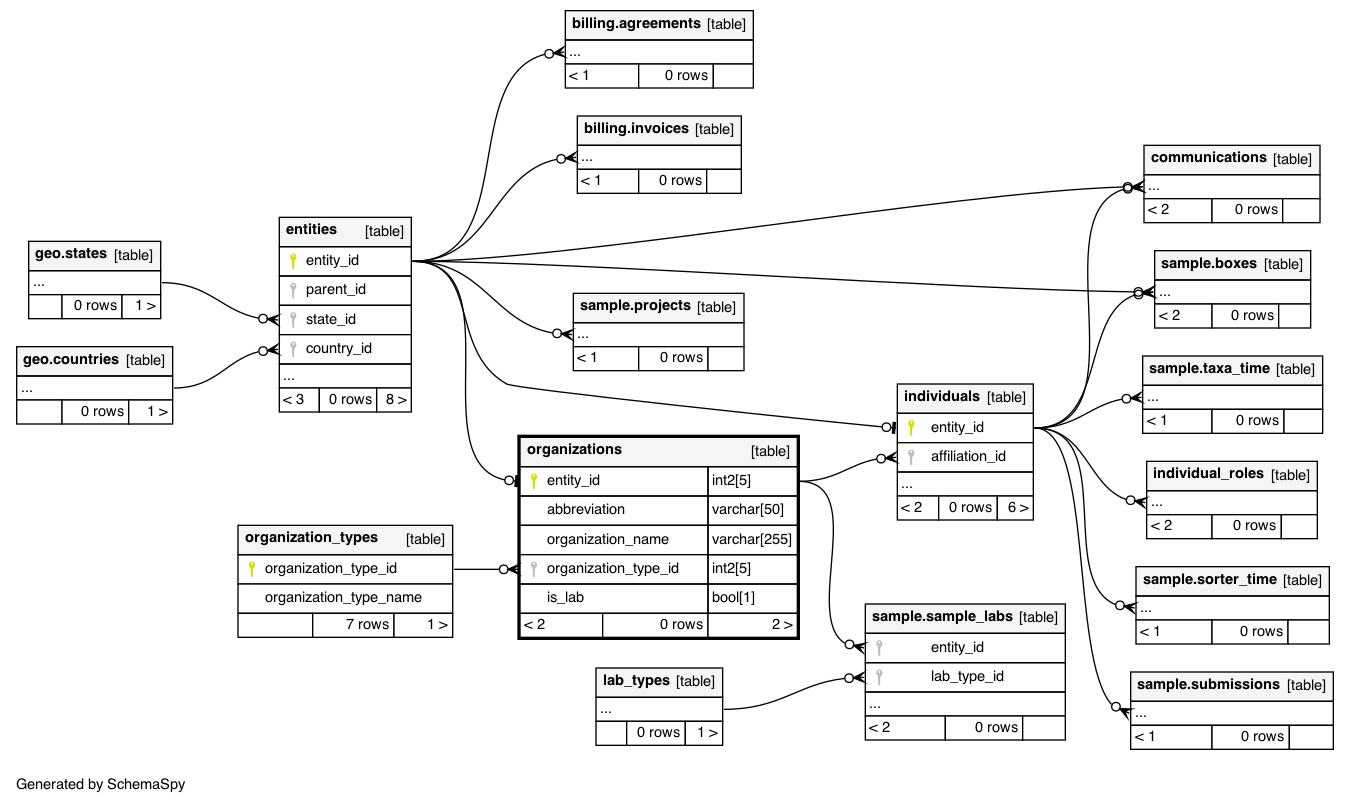 billing.agreements [table]
...
< 1 0 rows
billing.invoices [table]
...
< 1 0 rows
communications [table]
...
< 2 0 rows
entities [table]
entity_id
parent_id
state_id
country_id
...
< 3 0 rows 8 >
geo.states [table]
...
0 rows 1 >
geo.countries [table]
...
0 rows 1 >
sample.boxes [table]
...
< 2 0 rows
sample.projects [table]
...
< 1 0 rows
sample.taxa_time [table]
...
< 1 0 rows
individuals [table]
entity_id
affiliation_id
...
< 2 0 rows 6 >
organizations [table]
entity_id int2[5]
abbreviation varchar[50]
organization_name varchar[255]
organization_type_id int2[5]
is_lab bool[1]
< 2 0 rows 2 >
individual_roles [table]
...
< 2 0 rows
organization_types [table]
organization_type_id
organization_type_name
7 rows 1 >
sample.sorter_time [table]
...
< 1 0 rows
sample.sample_labs [table]
entity_id
lab_type_id
...
< 2 0 rows
lab_types [table]
...
0 rows 1 >
sample.submissions [table]
...
< 1 0 rows
Generated by SchemaSpy